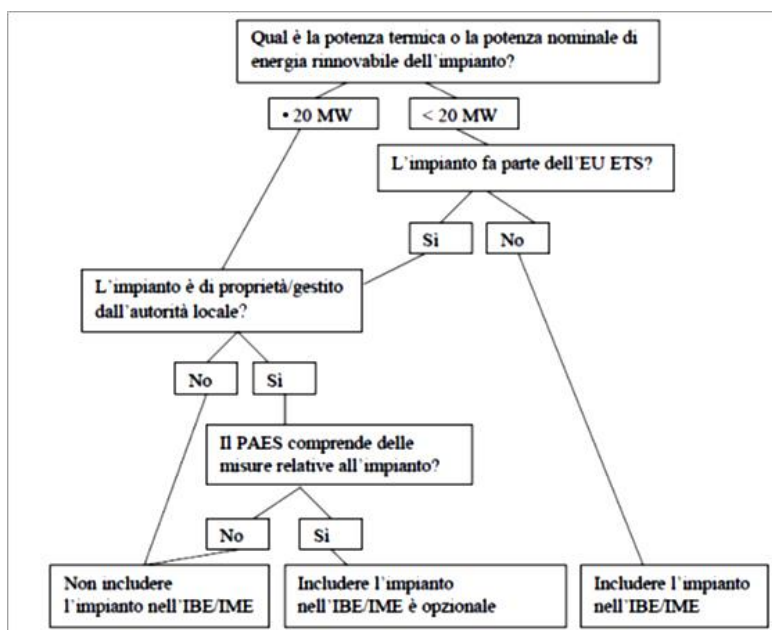 Qual è la potenza termica o la potenza nominale di
energia rinnovabile dell'impianto?
• 20 MW
< 20 MW
L'impianto fa parte dell'EU ETS?
Sì
No
L'impianto è di proprietà/gestito
dall'autorità locale?
No
Sì
Il PAES comprende delle
misure relative all'impianto?
No
Sì
Non includere
l'impianto nell'IBE/IME
Includere l'impianto
nell'IBE/IME è opzionale
Includere l'impianto
nell'IBE/IME